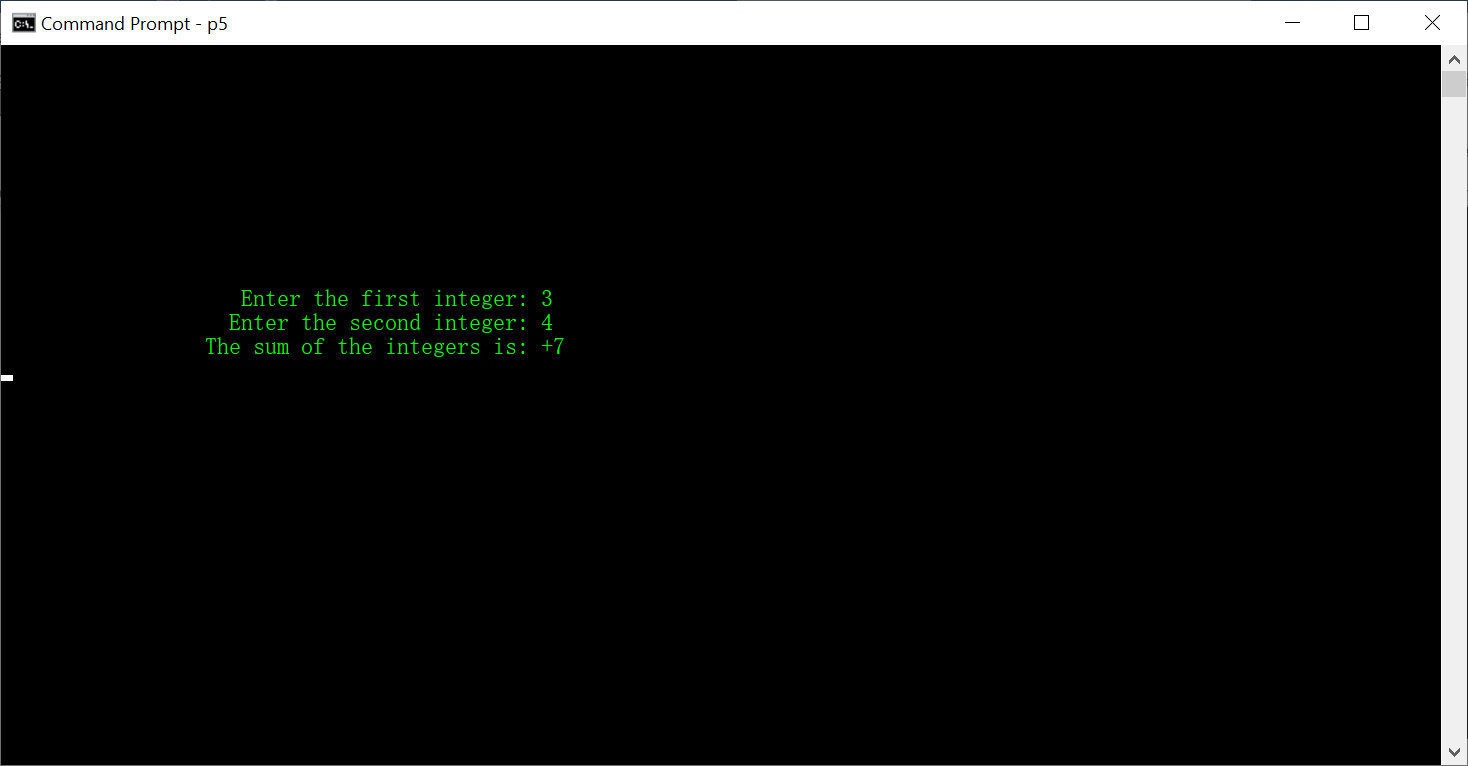 Command Prompt - p5
Enter the first integer: 3
Enter the second integer: 4
The sum of the integers is: +7